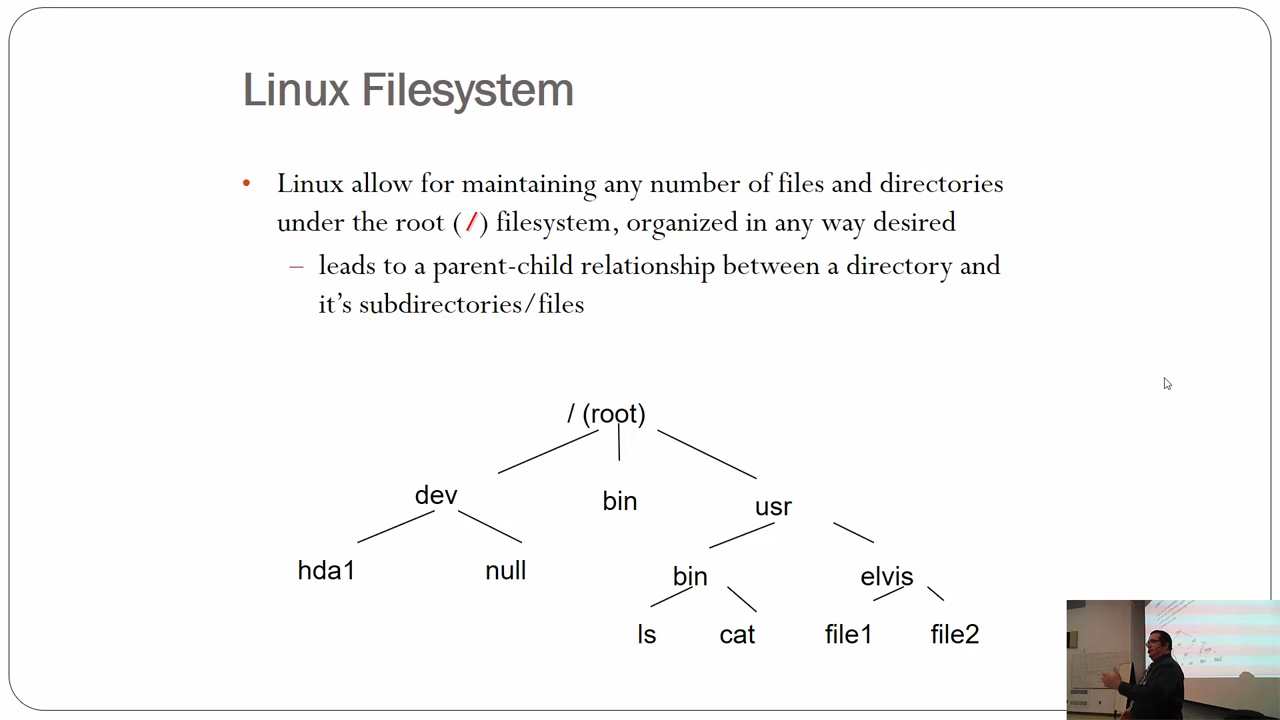 Linux Filesystem
• Linux allow for maintaining any number of files and directories
under the root (/) filesystem, organized in any way desired
– leads to a parent-child relationship between a directory and
it’s subdirectories/files
/ (root)
dev
bin
usr
hda1
null
bin
elvis
ls
cat
file1
file2